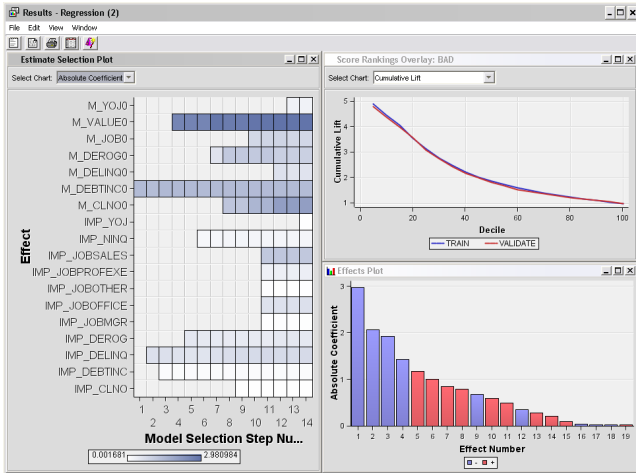 Results - Regression (2)
File Edit View Window
Estimate Selection Plot
Select Chart: Absolute Coefficient
M_YOJ0
M_VALUE0
M_JOB0
M_DEROG0
M_DELINQ0
M_DEBTINC0
M_CLNO0
IMP_YOJ
IMP_NINQ
IMP_JOBSALES
IMP_JOBPROFEXE
IMP_JOBOTHER
IMP_JOBOFFICE
IMP_JOBMGR
IMP_DEROG
IMP_DELINQ
IMP_DEBTINC
IMP_CLNO
Effect
1 3 5 7 9 11 13
2 4 6 8 10 12 14
Model Selection Step Nu...
0.001681 2.980984
Score Rankings Overlay: BAD
Select Chart: Cumulative Lift
Cumulative Lift
5
4
3
2
1
0 20 40 60 80 100
Decile
TRAIN VALIDATE
Effects Plot
Absolute Coefficient
3
2
1
0
1 2 3 4 5 6 7 8 9 10 11 12 13 14 15 16 17 18 19
Effect Number
- +